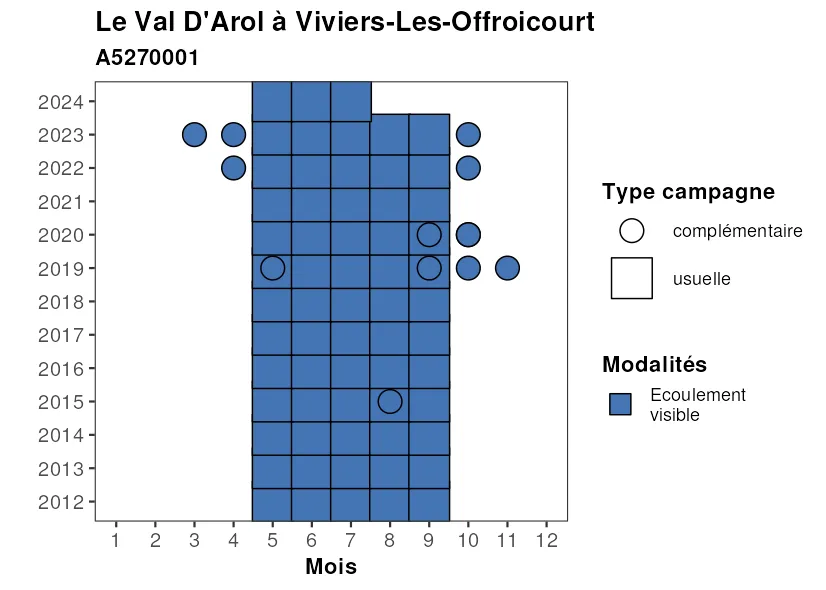 Le Val D'Arol à Viviers-Les-Offroicourt
A5270001
2024
2023
2022
2021
2020
2019
2018
2017
2016
2015
2014
2013
2012
1 2 3 4 5 6 7 8 9 10 11 12
Mois
Type campagne
complémentaire
usuelle
Modalités
Ecoulement
visible